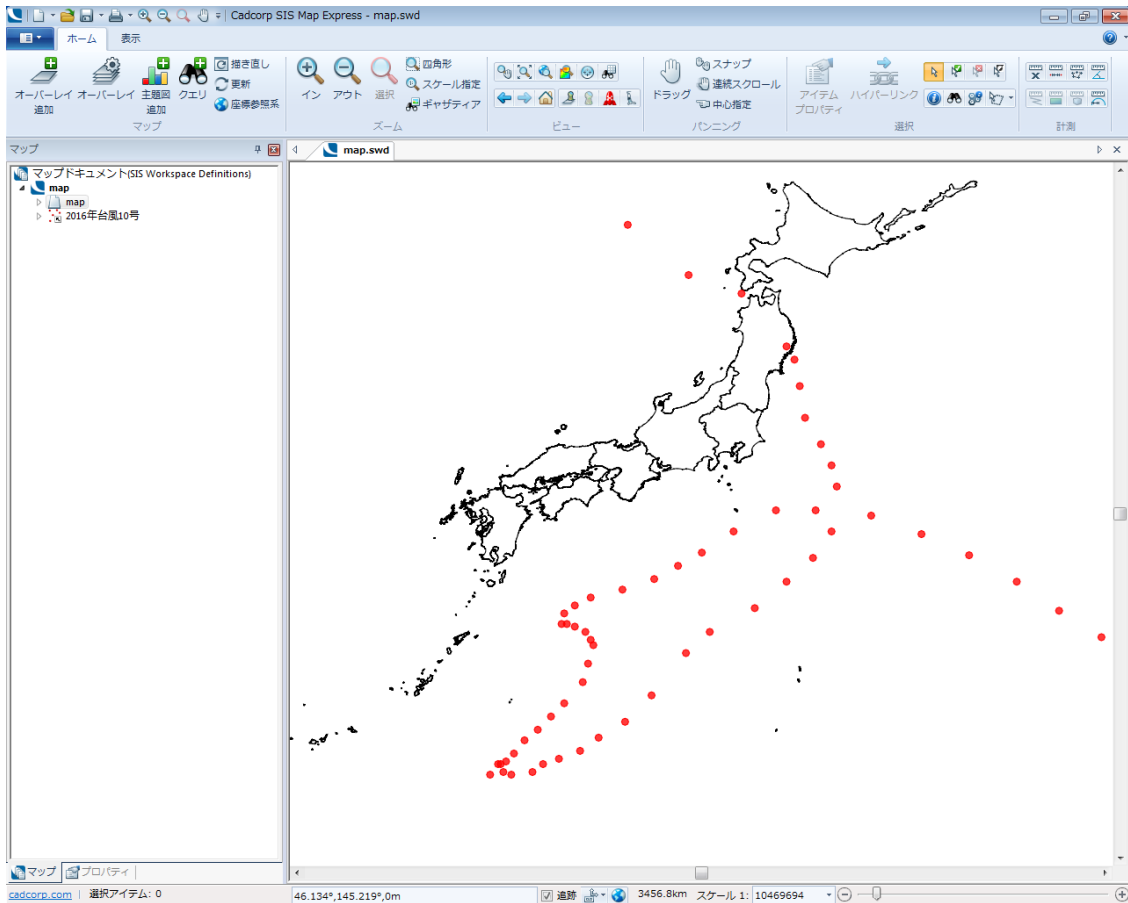 Cadcorp SIS Map Express - map.swd
ホーム 表示
オーバーレイ追加 オーバーレイ 主題図追加 クエリ 描き直し 更新 座標参照系
マップ
イン アウト 選択 四角形 スケール指定 ギャザティア
ズーム
ビュー
ドラッグ スナップ 連続スクロール 中心指定
パンニング
アイテムプロパティ ハイパーリンク
選択
計測
マップ
map.swd
マップドキュメント(SIS Workspace Definitions)
map
map
2016年台風10号
マップ プロパティ
cadcorp.com 選択アイテム: 0 46.134°,145.219°,0m 追跡 3456.8km スケール 1: 10469694